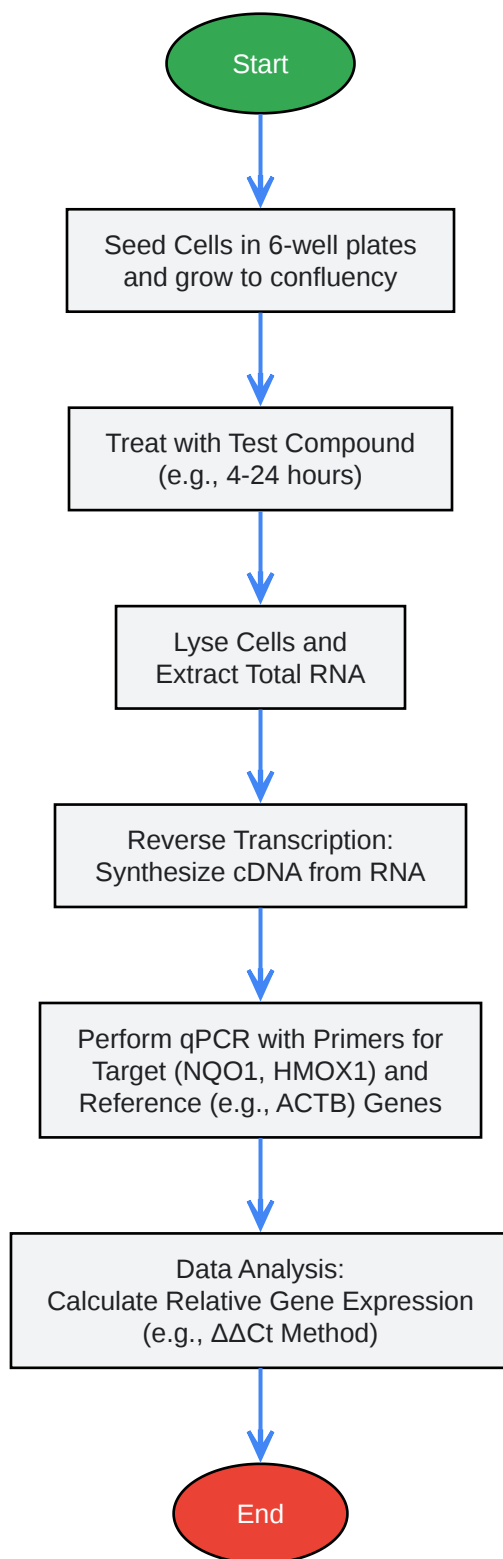 Start
Seed Cells in 6-well plates
and grow to confluency
Treat with Test Compound
(e.g., 4-24 hours)
Lyse Cells and
Extract Total RNA
Reverse Transcription:
Synthesize cDNA from RNA
Perform qPCR with Primers for
Target (NQO1, HMOX1) and
Reference (e.g., ACTB) Genes
Data Analysis:
Calculate Relative Gene Expression
(e.g., ΔΔCt Method)
End